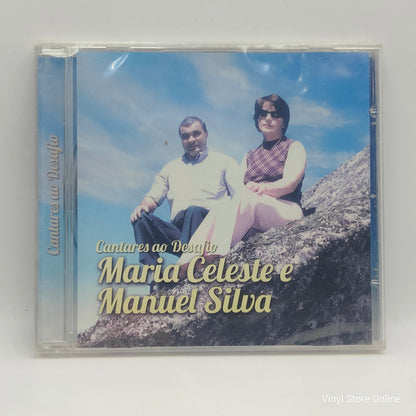 Cantares ao Desafio
Cantares ao Desafio
Maria Celeste e
Manuel Silva
Vinyl Store Online